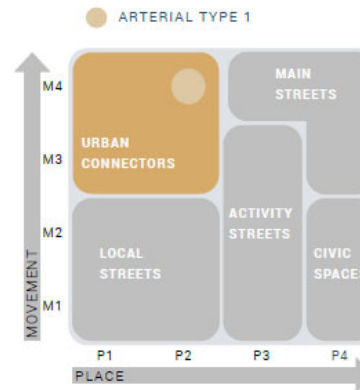 ARTERIAL TYPE 1
M4
MAIN
STREETS
URBAN
CONNECTORS
M3
M2
ACTIVITY
STREETS
LOCAL
STREETS
CIVIC
SPACES
M1
MOVEMENT
P1 P2 P3 P4
PLACE